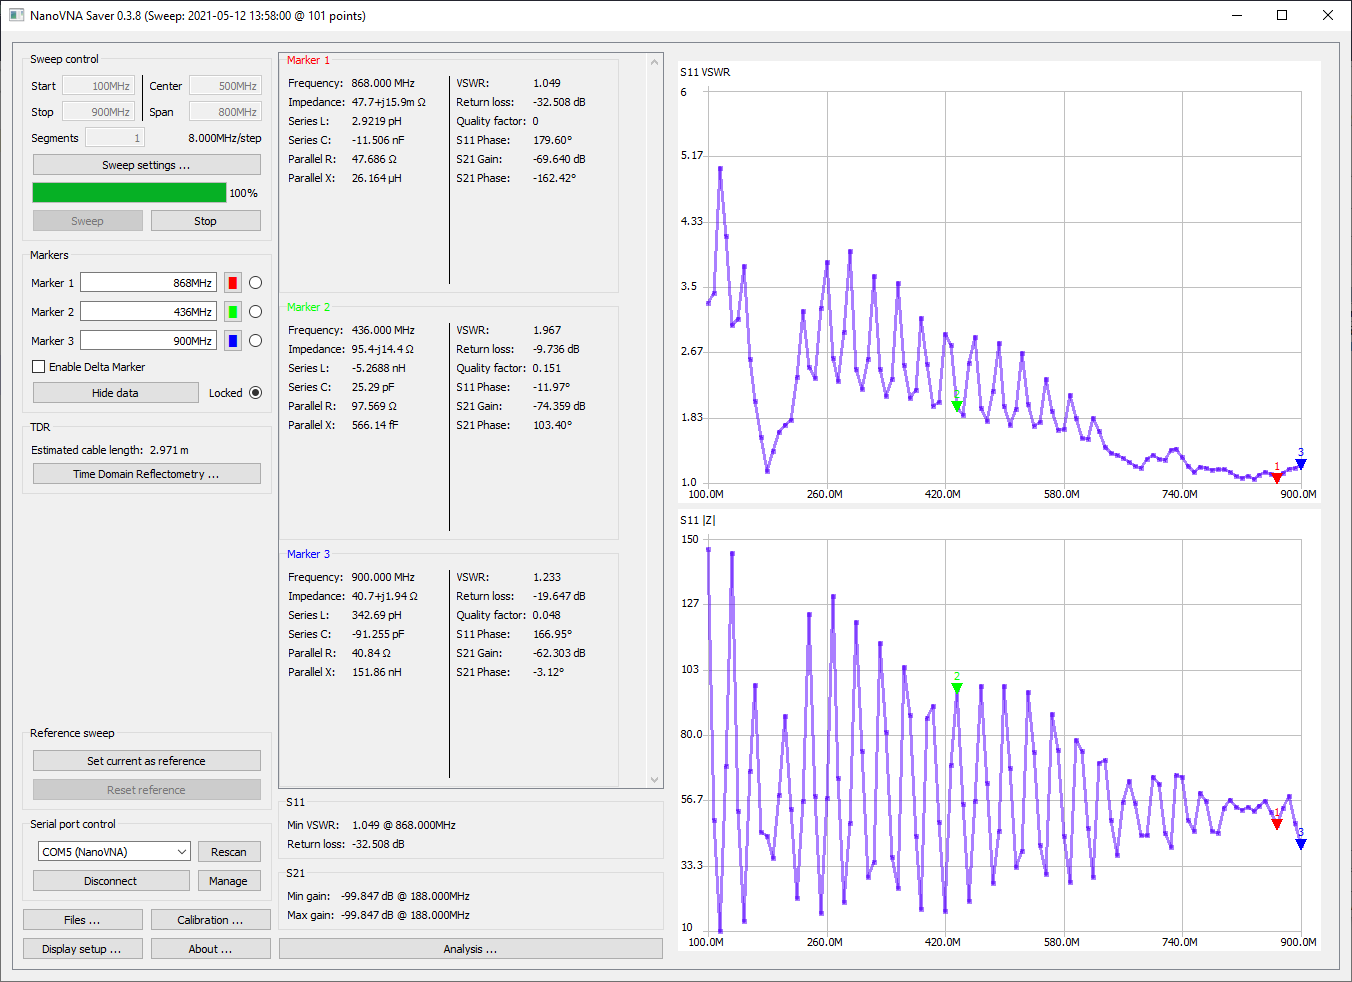 NanoVNA Saver 0.3.8 (Sweep: 2021-05-12 13:58:00 @ 101 points)
Sweep control
Start 100MHz Center 500MHz
Stop 900MHz Span 800MHz
Segments 1 8.000MHz/step
Sweep settings ...
100%
Sweep Stop
Markers
Marker 1 868MHz
Marker 2 436MHz
Marker 3 900MHz
Enable Delta Marker
Hide data Locked
TDR
Estimated cable length: 2.971 m
Time Domain Reflectometry ...
Reference sweep
Set current as reference
Reset reference
Serial port control
COM5 (NanoVNA) Rescan
Disconnect Manage
Files ... Calibration ...
Display setup ... About ...
Marker 1
Frequency: 868.000 MHz VSWR: 1.049
Impedance: 47.7+j15.9m Ω Return loss: -32.508 dB
Series L: 2.9219 pH Quality factor: 0
Series C: -11.506 nF S11 Phase: 179.60°
Parallel R: 47.686 Ω S21 Gain: -69.640 dB
Parallel X: 26.164 µH S21 Phase: -162.42°
Marker 2
Frequency: 436.000 MHz VSWR: 1.967
Impedance: 95.4-j14.4 Ω Return loss: -9.736 dB
Series L: -5.2688 nH Quality factor: 0.151
Series C: 25.29 pF S11 Phase: -11.97°
Parallel R: 97.569 Ω S21 Gain: -74.359 dB
Parallel X: 566.14 fF S21 Phase: 103.40°
Marker 3
Frequency: 900.000 MHz VSWR: 1.233
Impedance: 40.7+j1.94 Ω Return loss: -19.647 dB
Series L: 342.69 pH Quality factor: 0.048
Series C: -91.255 pF S11 Phase: 166.95°
Parallel R: 40.84 Ω S21 Gain: -62.303 dB
Parallel X: 151.86 nH S21 Phase: -3.12°
S11
Min VSWR: 1.049 @ 868.000MHz
Return loss: -32.508 dB
S21
Min gain: -99.847 dB @ 188.000MHz
Max gain: -99.847 dB @ 188.000MHz
Analysis ...
S11 VSWR
6
5.17
4.33
3.5
2.67
2
1.83
3
1
1.0
100.0M 260.0M 420.0M 580.0M 740.0M 900.0M
S11 |Z|
150
127
103
2
80.0
56.7
1
3
33.3
10
100.0M 260.0M 420.0M 580.0M 740.0M 900.0M